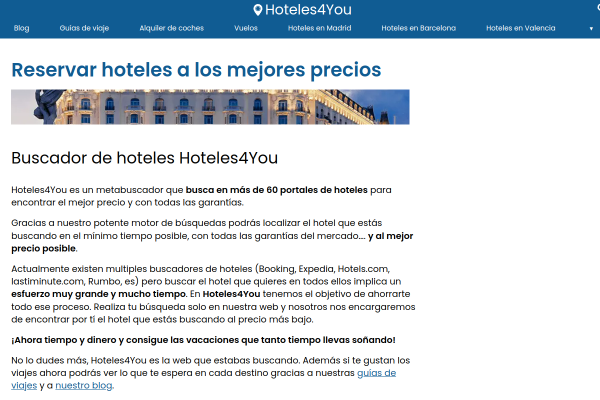 Hoteles4You
Blog
Guías de viaje
Alquiler de coches
Vuelos
Hoteles en Madrid
Hoteles en Barcelona
Hoteles en Valencia
Reservar hoteles a los mejores precios
Buscador de hoteles Hoteles4You
Hoteles4You es un metabuscador que busca en más de 60 portales de hoteles para
encontrar el mejor precio y con todas las garantías.
Gracias a nuestro potente motor de búsquedas podrás localizar el hotel que estás
buscando en el mínimo tiempo posible, con todas las garantías del mercado... y al mejor
precio posible.
Actualmente existen multiples buscadores de hoteles (Booking, Expedia, Hotels.com,
lastiminute.com, Rumbo, es) pero buscar el hotel que quieres en todos ellos implica un
esfuerzo muy grande y mucho tiempo. En Hoteles4You tenemos el objetivo de ahorrarte
todo ese proceso. Realiza tu búsqueda solo en nuestra web y nosotros nos encargaremos
de encontrar por tí el hotel que estás buscando al precio más bajo.
¡Ahora tiempo y dinero y consigue las vacaciones que tanto tiempo llevas soñando!
No lo dudes más, Hoteles4You es la web que estabas buscando. Además si te gustan los
viajes ahora podrás ver lo que te espera en cada destino gracias a nuestras guías de
viajes y a nuestro blog.